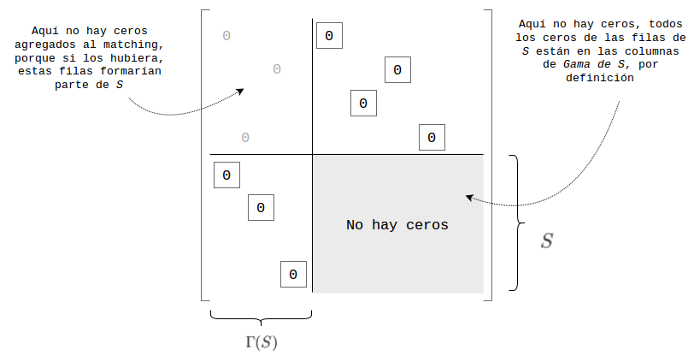 Aquí no hay ceros
agregados al matching,
porque si los hubiera,
estas filas formarían
parte de S
Aquí no hay ceros, todos
los ceros de las filas de
S están en las columnas
de Gama de S, por
definición
0
0
0
0
0
0
0
0
0
0
No hay ceros
S
Γ(S)